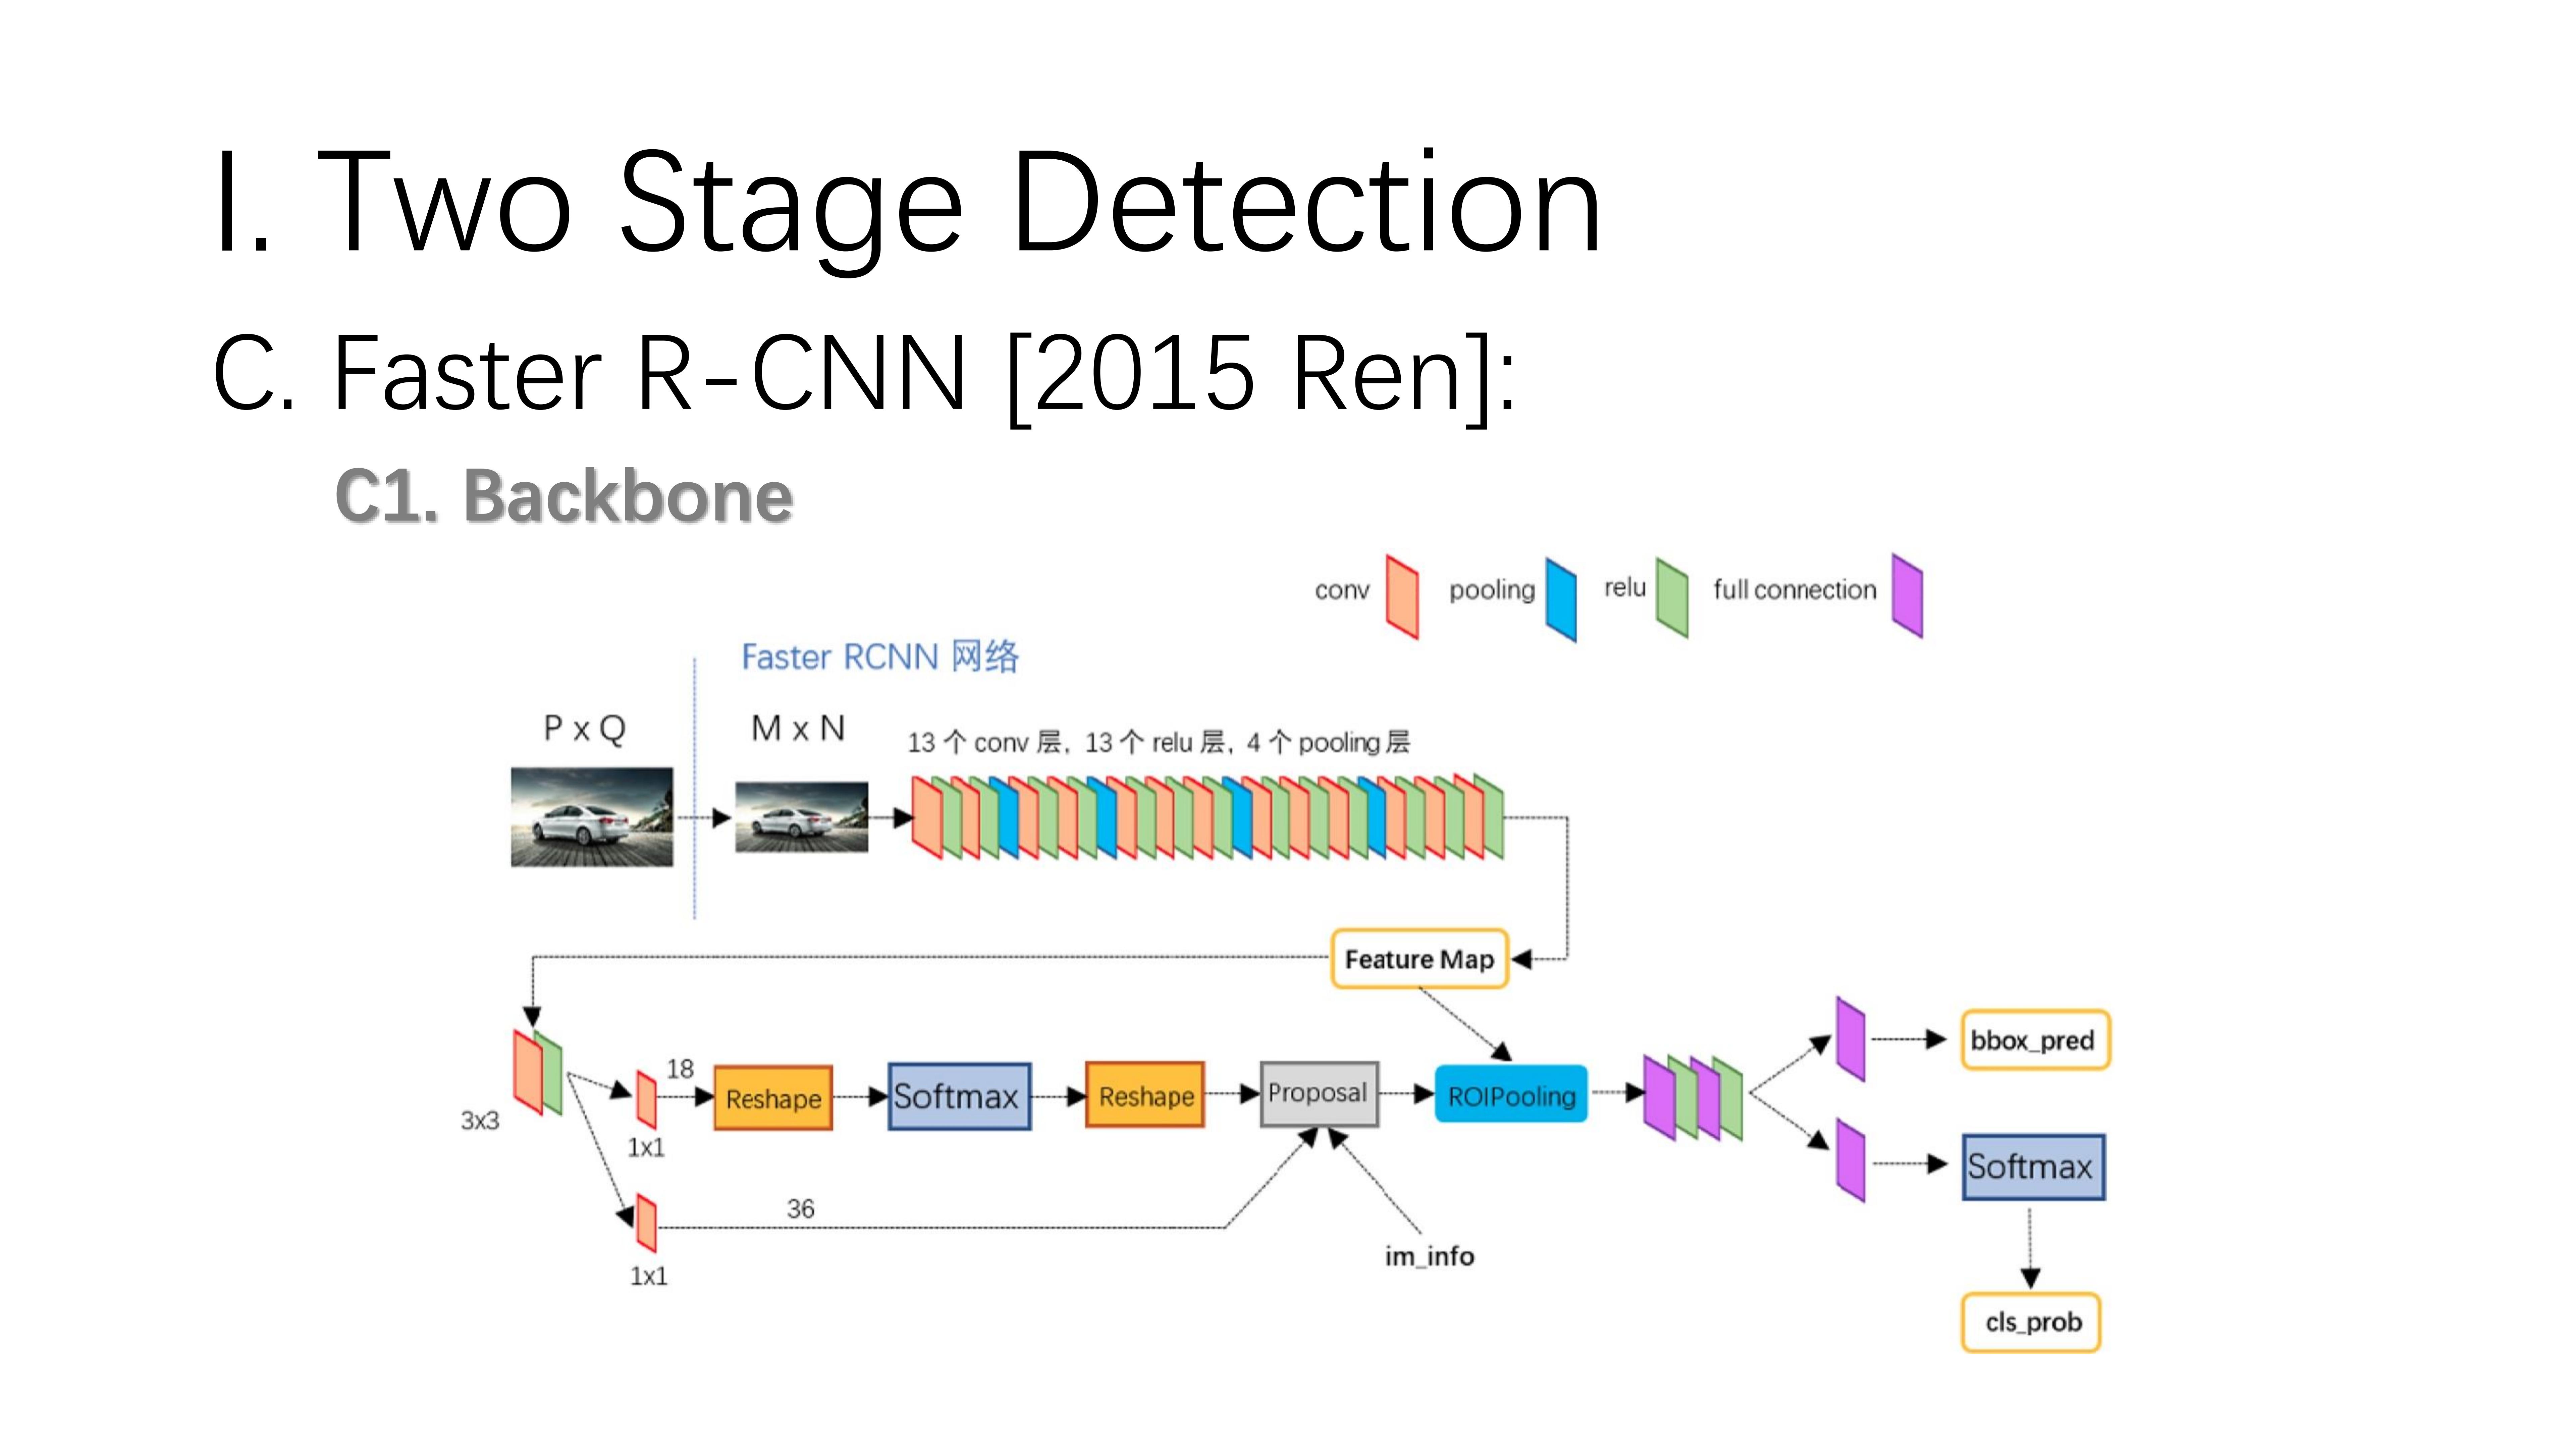 I. Two Stage Detection
C. Faster R-CNN [2015 Ren]:
C1. Backbone
conv pooling relu full connection
Faster RCNN 网络
P x Q
M x N
13 个 conv 层, 13 个 relu 层, 4 个 pooling 层
Feature Map
3x3
1x1
18
Reshape
Softmax
Reshape
Proposal
ROIPooling
bbox_pred
Softmax
cls_prob
1x1
36
im_info